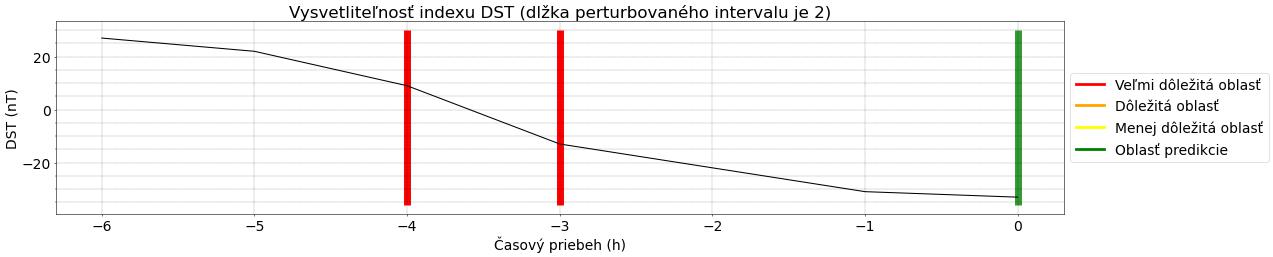 Vysvetliteľnosť indexu DST (dĺžka perturbovaného intervalu je 2)
DST (nT)
20
0
−20
−6 −5 −4 −3 −2 −1 0
Časový priebeh (h)
Veľmi dôležitá oblasť
Dôležitá oblasť
Menej dôležitá oblasť
Oblasť predikcie